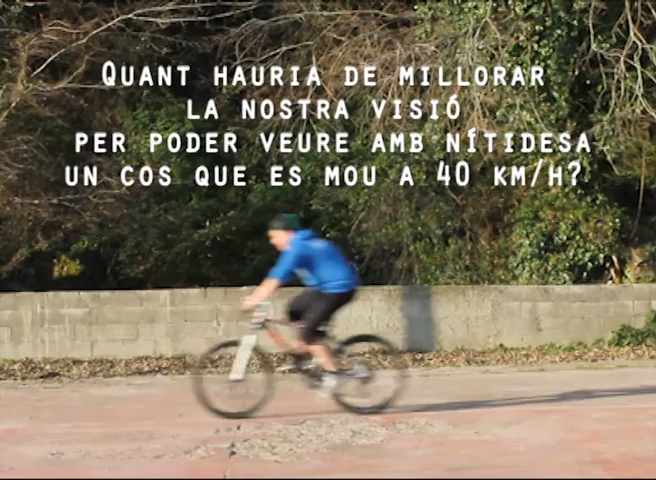 QUANT HAURIA DE MILLORAR
LA NOSTRA VISIÓ
PER PODER VEURE AMB NÍTIDESA
UN COS QUE ES MOU A 40 KM/H?